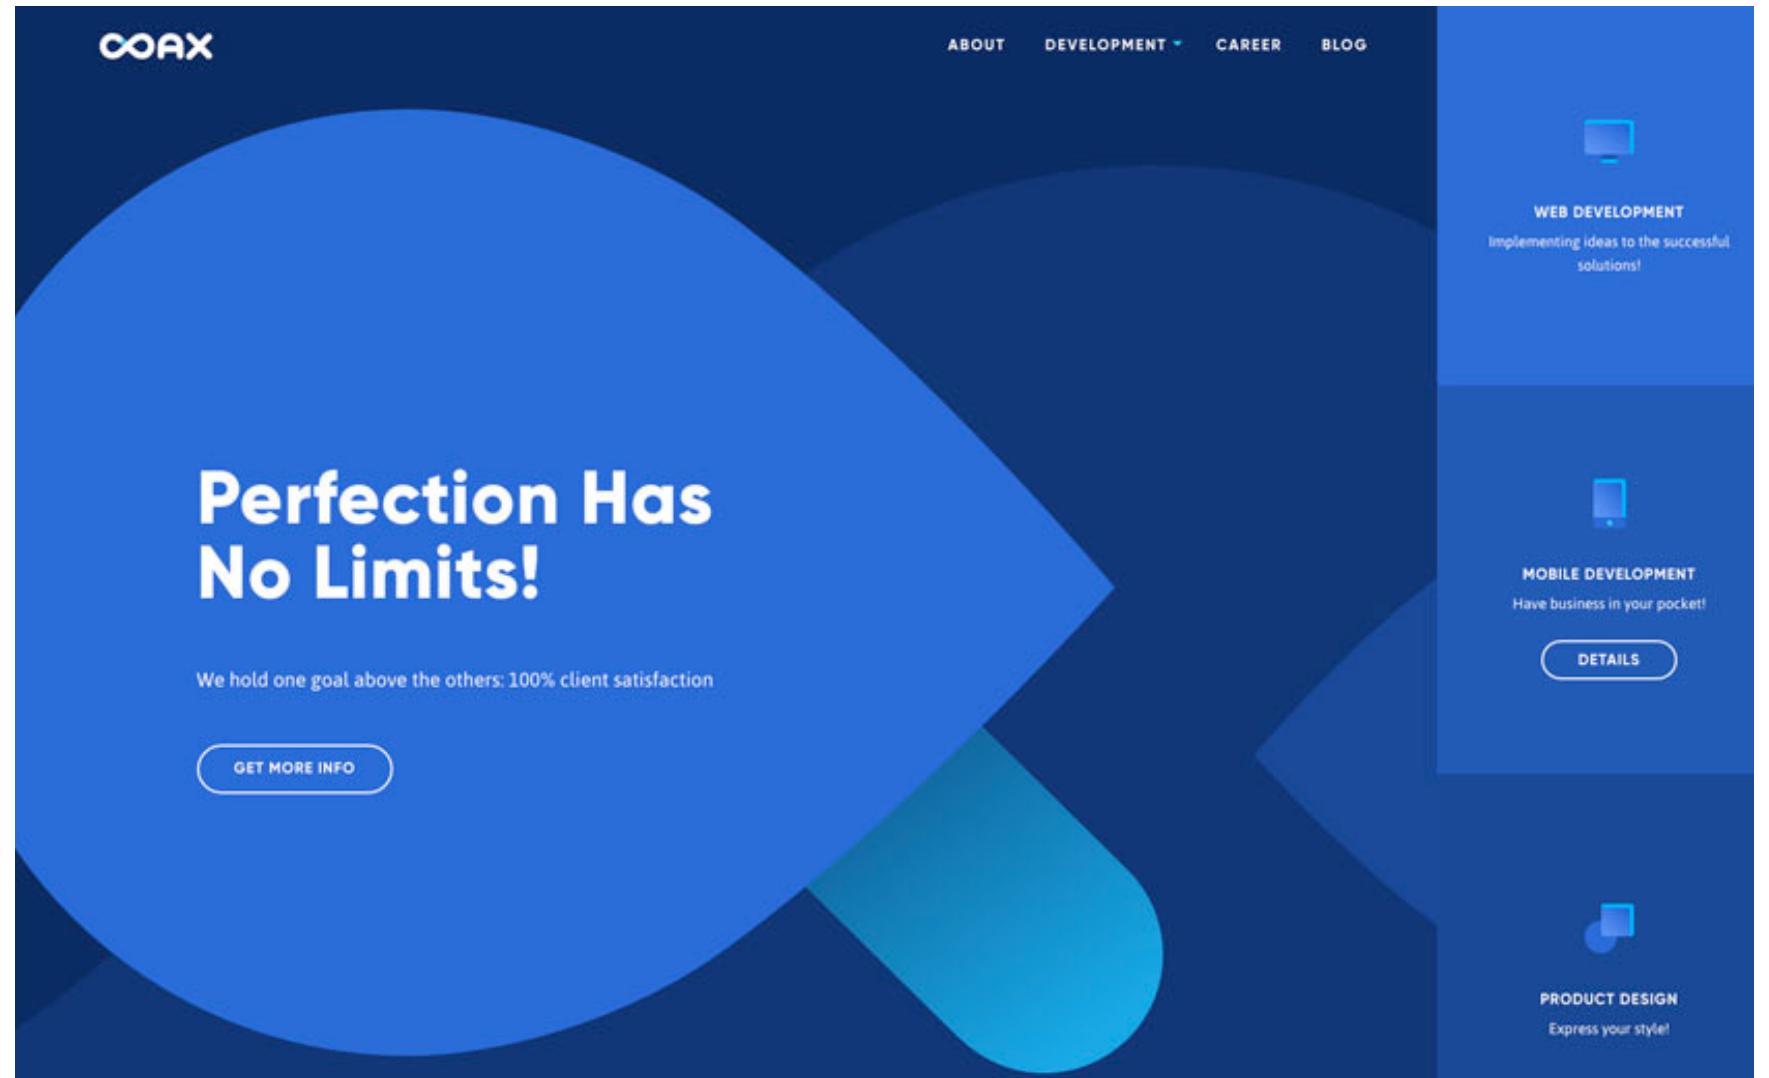 COAX
ABOUT DEVELOPMENT CAREER BLOG
Perfection Has
No Limits!
We hold one goal above the others: 100% client satisfaction
GET MORE INFO
WEB DEVELOPMENT
Implementing ideas to the successful
solutions!
MOBILE DEVELOPMENT
Have business in your pocket!
DETAILS
PRODUCT DESIGN
Express your style!